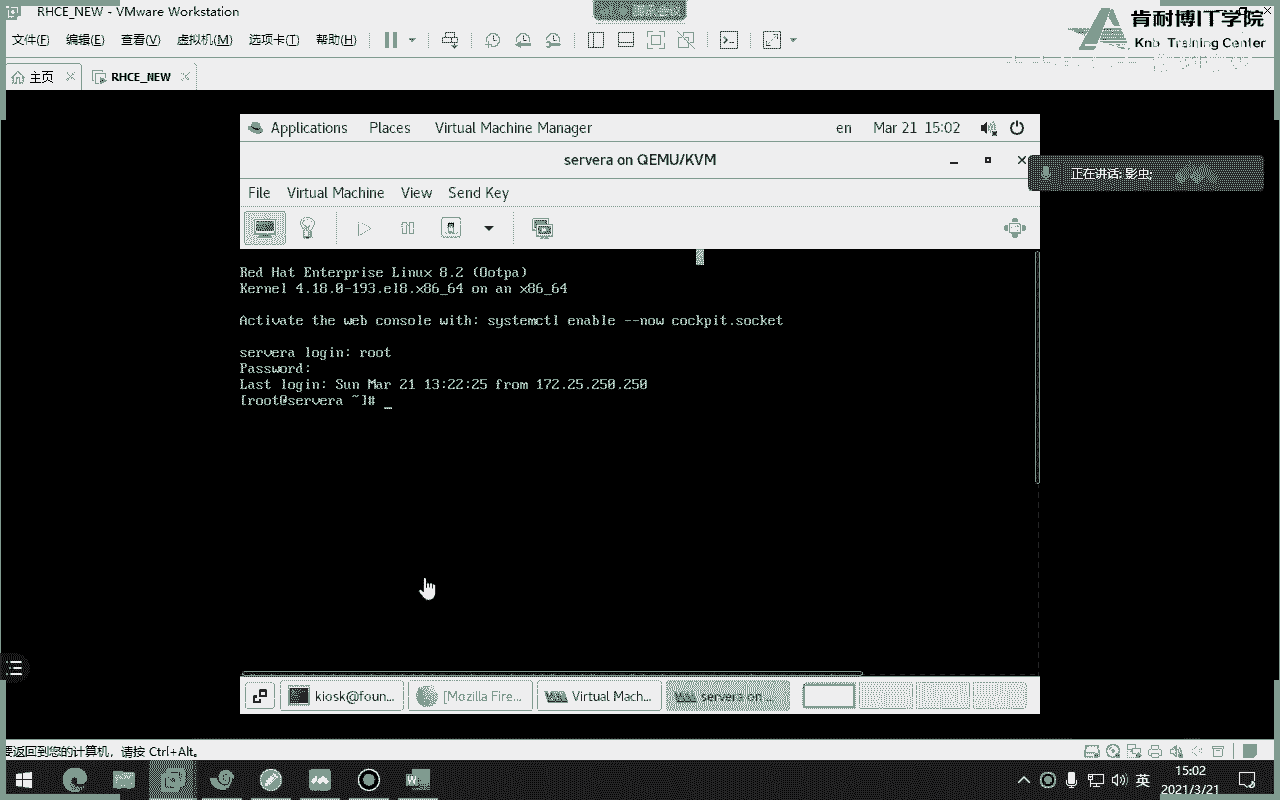 RHCE_NEW - VMware Workstation
肯耐博IT学院
Knb Training Center
文件(F) 编辑(E) 查看(V) 虚拟机(M) 选项卡(T) 帮助(H)
主页 RHCE_NEW
Applications Places Virtual Machine Manager en Mar 21 15:02
servera on QEMU/KVM
正在讲话: 影虫;
File Virtual Machine View Send Key
Red Hat Enterprise Linux 8.2 (Ootpa)
Kernel 4.18.0-193.el8.x86_64 on an x86_64
Activate the web console with: systemctl enable --now cockpit.socket
servera login: root
Password:
Last login: Sun Mar 21 13:22:25 from 172.25.250.250
[root@servera ~]# _
kiosk@foun... [Mozilla Fire... Virtual Mach... servera on...
要返回到您的计算机，请按 Ctrl+Alt。
英 15:02
2021/3/21